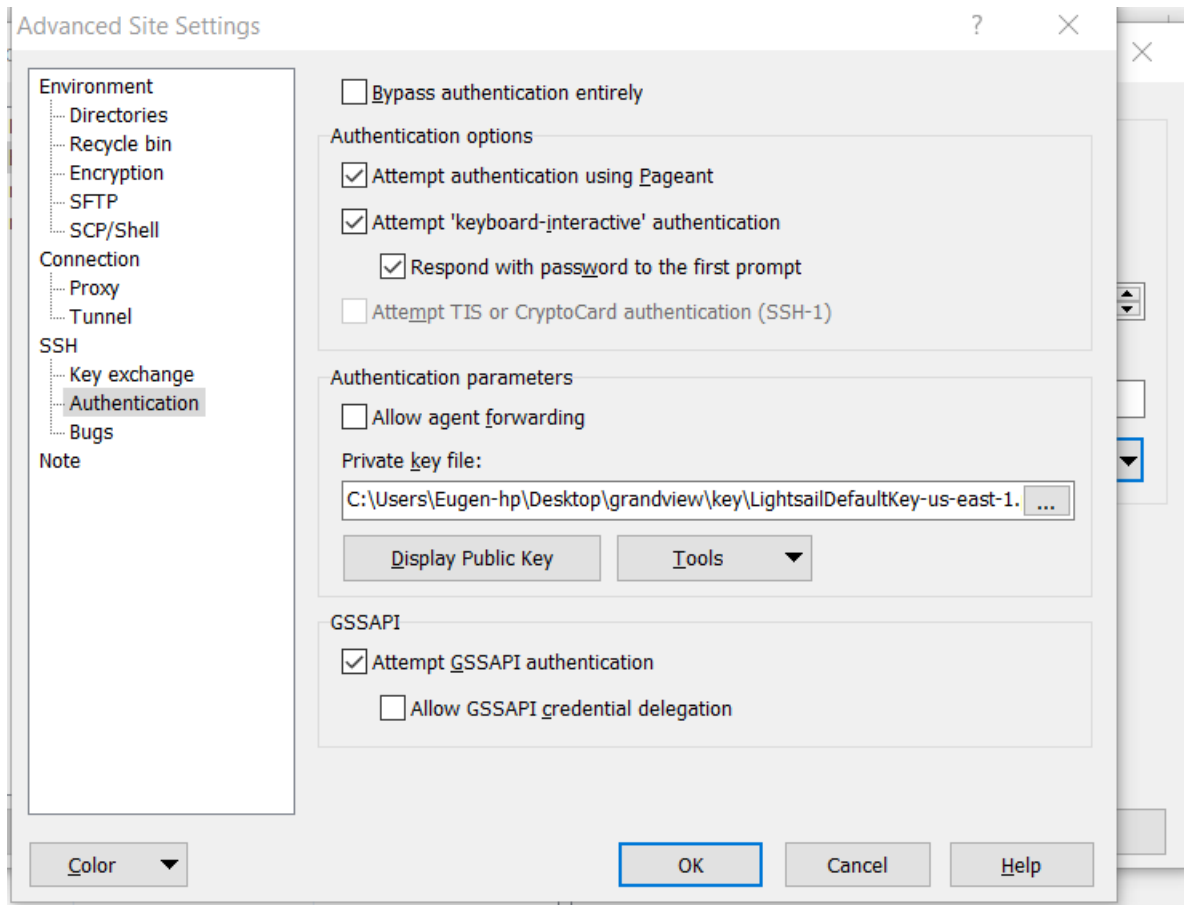 Advanced Site Settings
?
Environment
Directories
Recycle bin
Encryption
SFTP
SCP/Shell
Connection
Proxy
Tunnel
SSH
Key exchange
Authentication
Bugs
Note
Bypass authentication entirely
Authentication options
Attempt authentication using Pageant
Attempt 'keyboard-interactive' authentication
Respond with password to the first prompt
Attempt TIS or CryptoCard authentication (SSH-1)
Authentication parameters
Allow agent forwarding
Private key file:
C:\Users\Eugen-hp\Desktop\grandview\key\LightsailDefaultKey-us-east-1. ...
Display Public Key Tools
GSSAPI
Attempt GSSAPI authentication
Allow GSSAPI credential delegation
Color OK Cancel Help